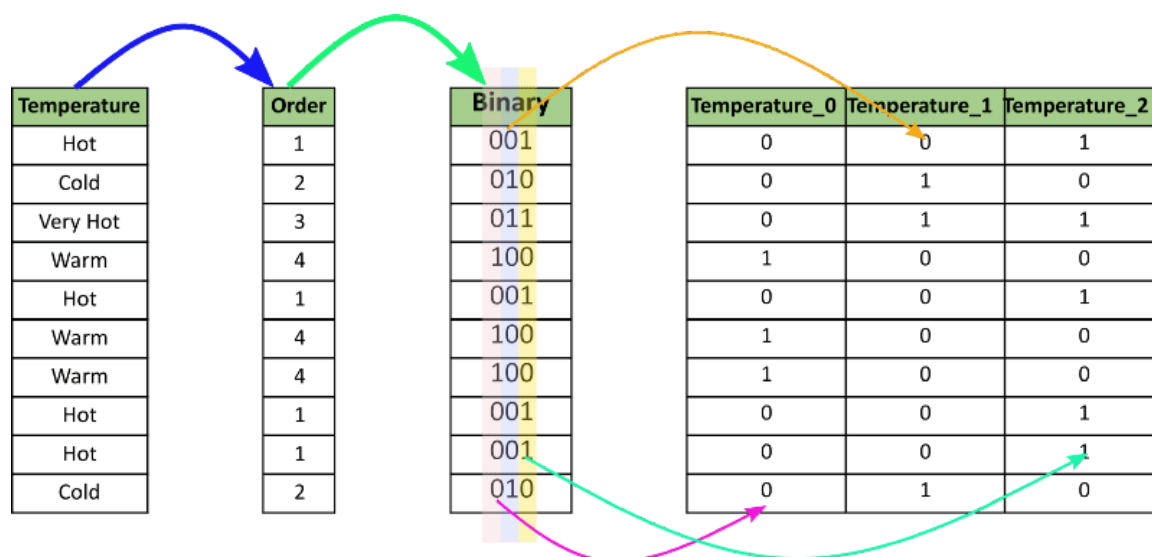 Temperature Order Binary Temperature_0 Temperature_1 Temperature_2
Hot 1 001 0 0 1
Cold 2 010 0 1 0
Very Hot 3 011 0 1 1
Warm 4 100 1 0 0
Hot 1 001 0 0 1
Warm 4 100 1 0 0
Warm 4 100 1 0 0
Hot 1 001 0 0 1
Hot 1 001 0 0 1
Cold 2 010 0 1 0